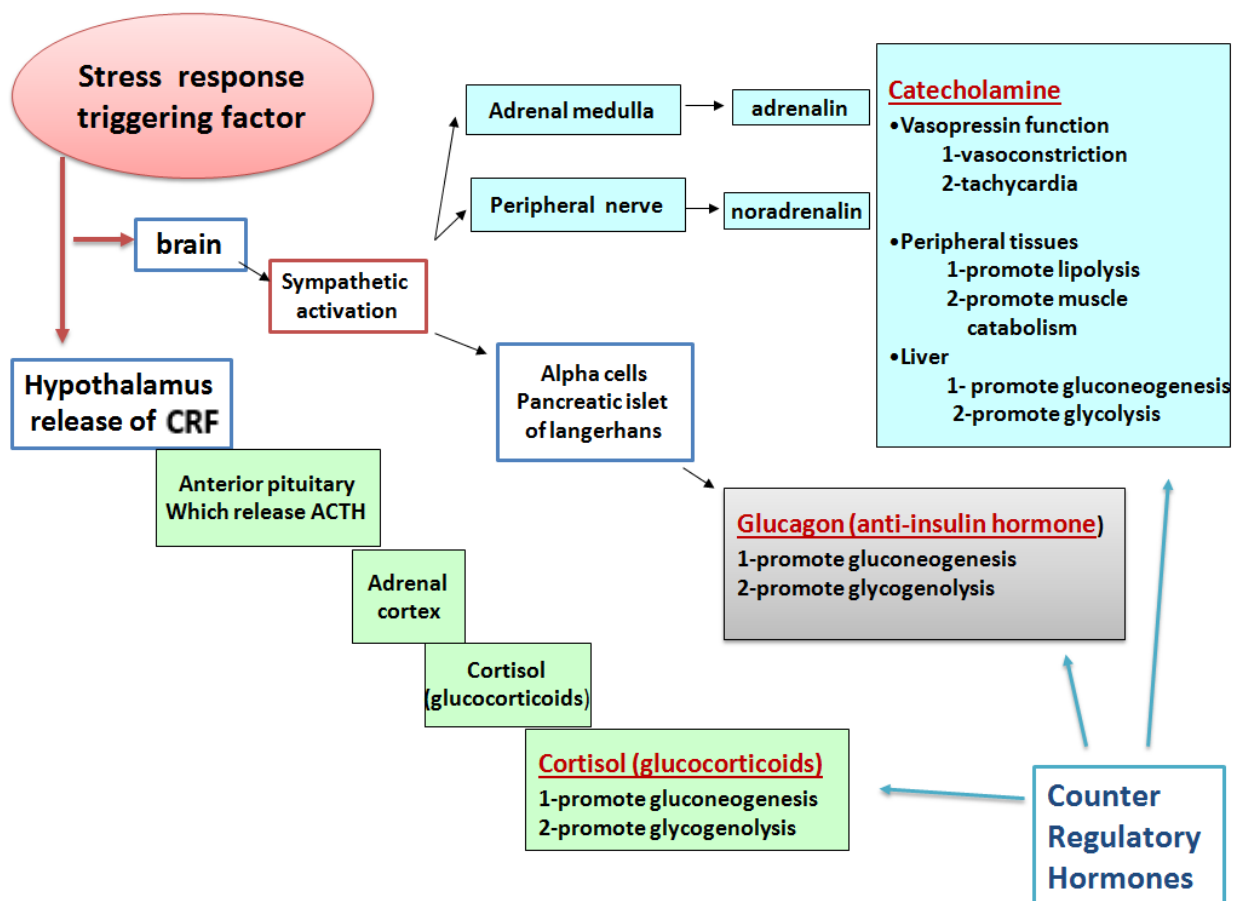 Stress response
triggering factor
brain
Sympathetic
activation
Adrenal medulla
adrenalin
Peripheral nerve
noradrenalin
Catecholamine
•Vasopressin function
1-vasoconstriction
2-tachycardia
•Peripheral tissues
1-promote lipolysis
2-promote muscle
catabolism
•Liver
1- promote gluconeogenesis
2-promote glycolysis
Hypothalamus
release of CRF
Alpha cells
Pancreatic islet
of langerhans
Anterior pituitary
Which release ACTH
Glucagon (anti-insulin hormone)
1-promote gluconeogenesis
2-promote glycogenolysis
Adrenal
cortex
Cortisol
(glucocorticoids)
Cortisol (glucocorticoids)
1-promote gluconeogenesis
2-promote glycogenolysis
Counter
Regulatory
Hormones